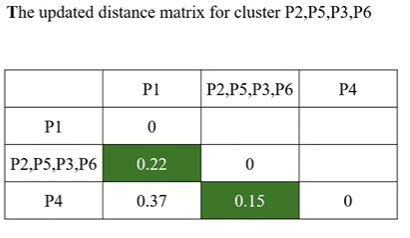 The updated distance matrix for cluster P2,P5,P3,P6
P1 P2,P5,P3,P6 P4
P1 0
P2,P5,P3,P6 0.22 0
P4 0.37 0.15 0